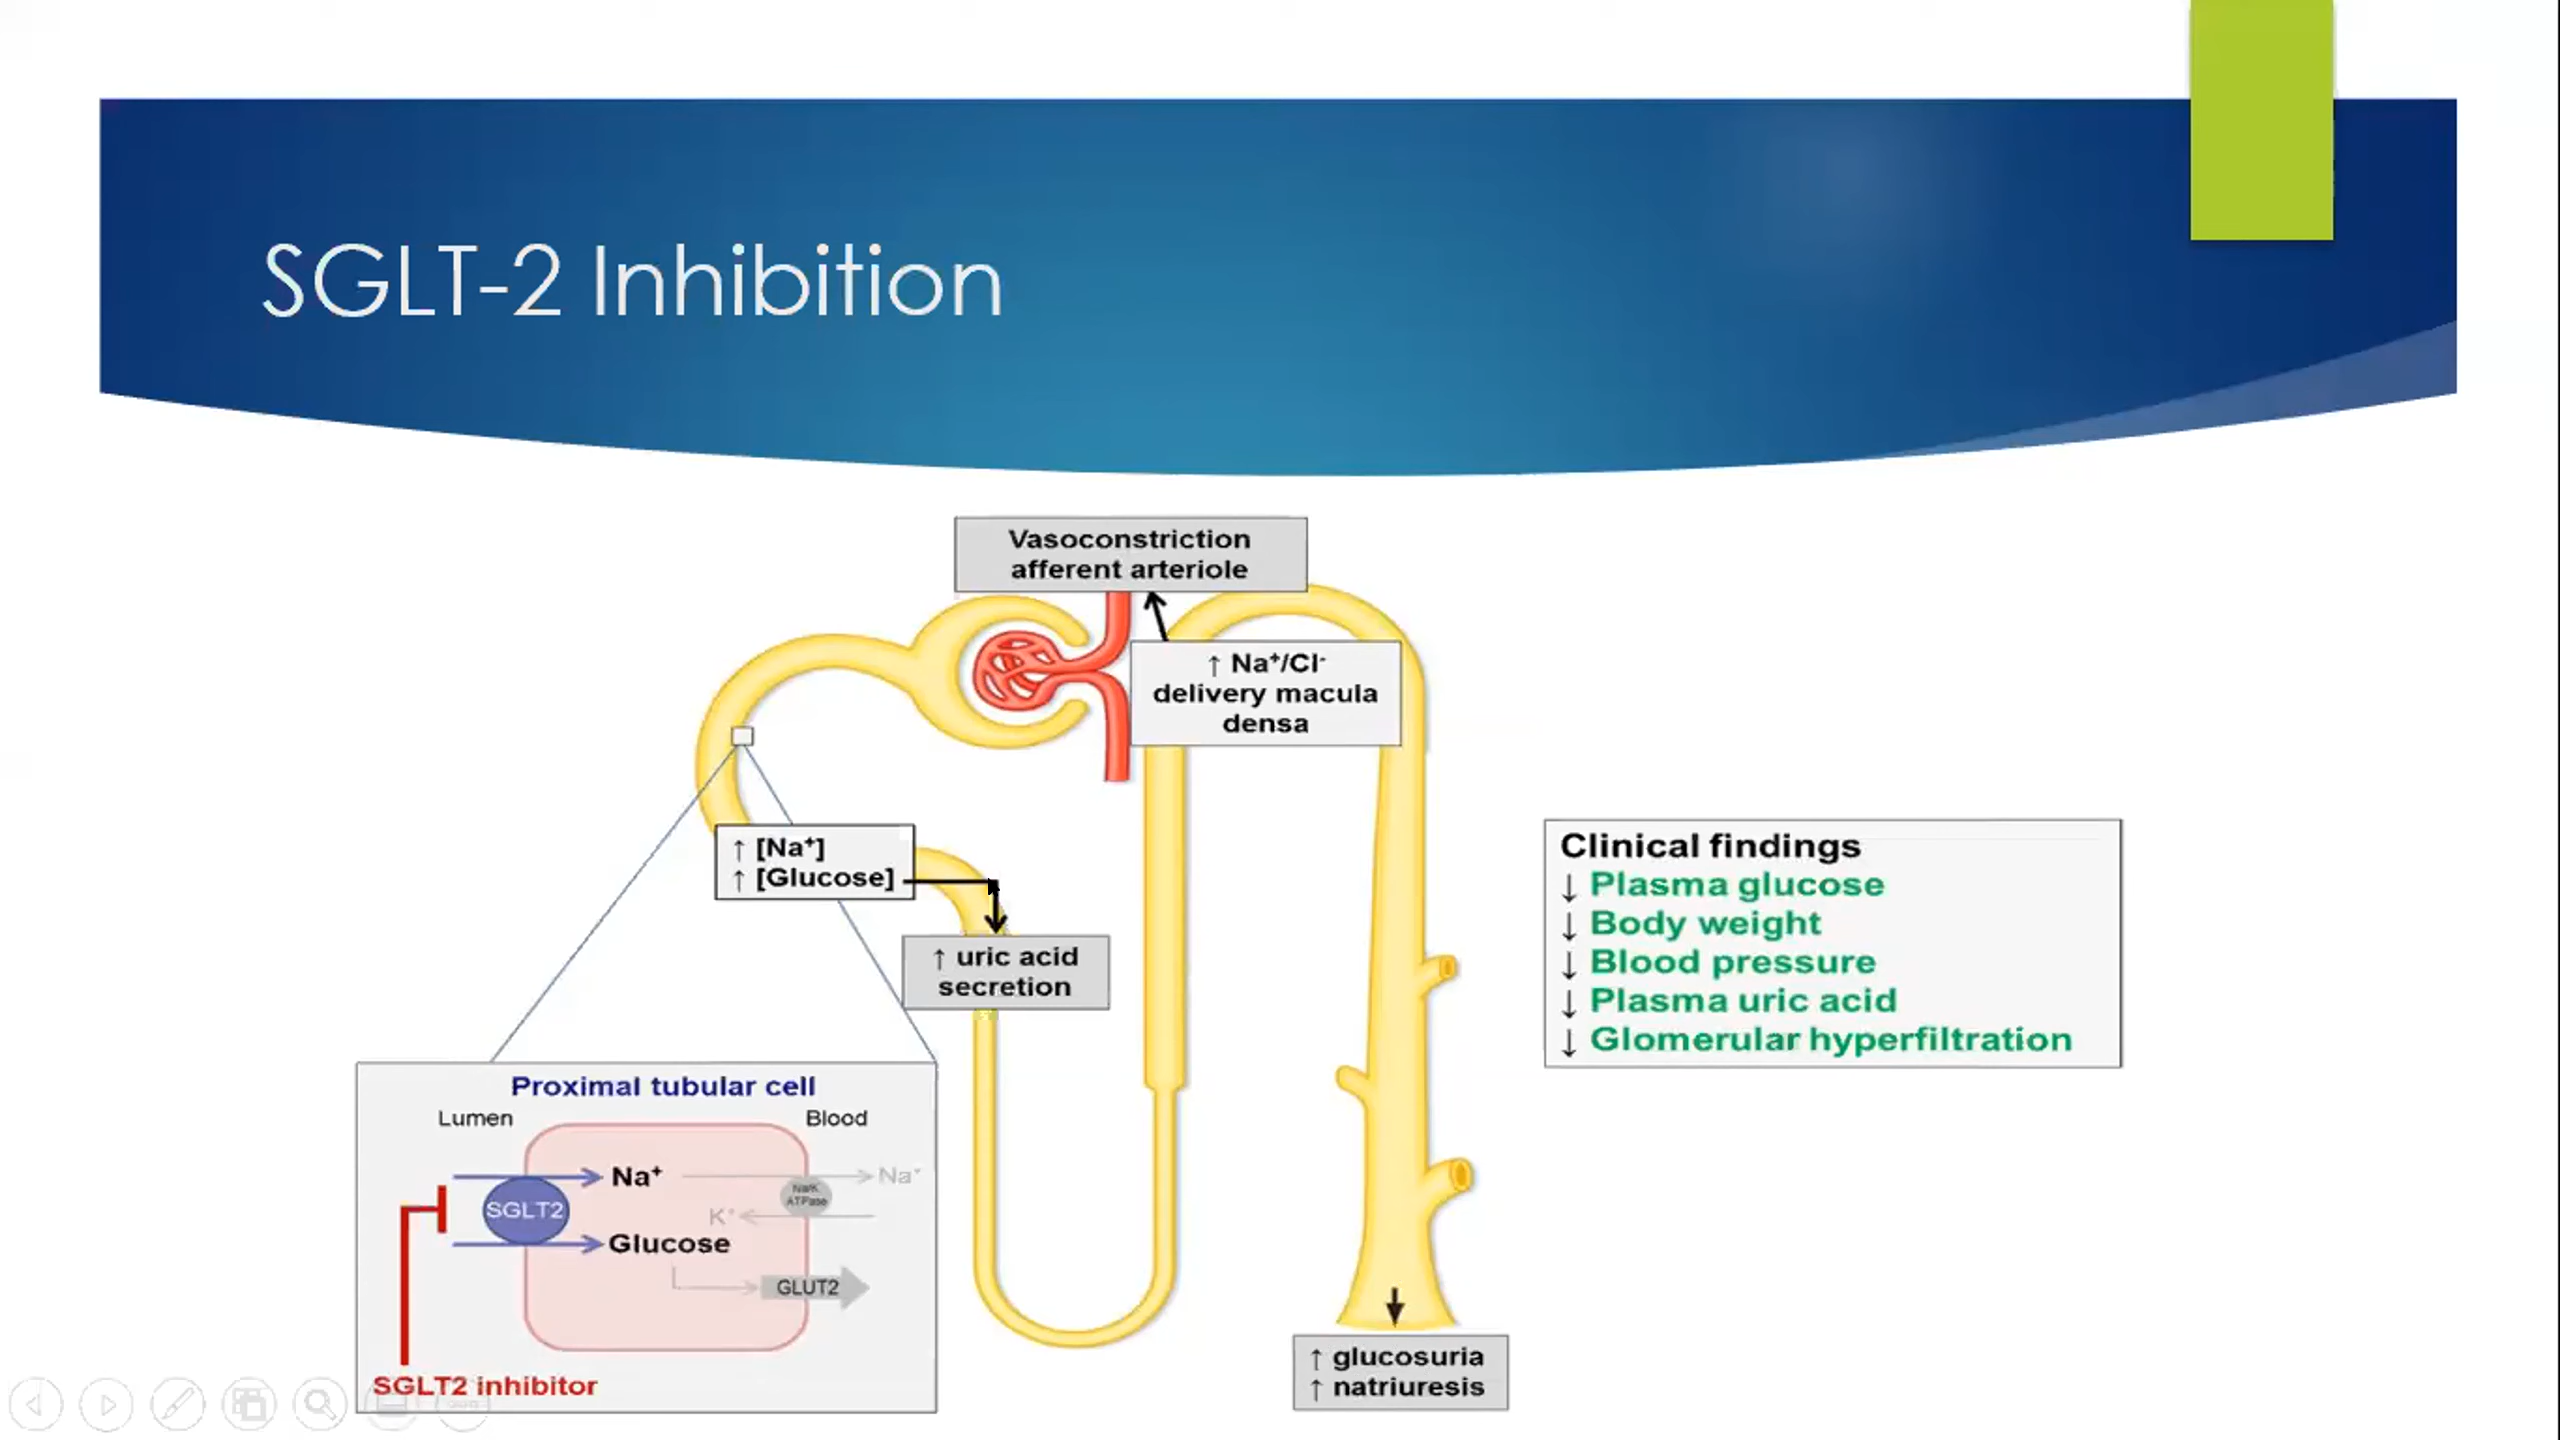 SGLT-2 Inhibition
Vasoconstriction
afferent arteriole
↑ Na⁺/Cl⁻
delivery macula
densa
↑ [Na⁺]
↑ [Glucose]
↑ uric acid
secretion
Clinical findings
↓ Plasma glucose
↓ Body weight
↓ Blood pressure
↓ Plasma uric acid
↓ Glomerular hyperfiltration
Proximal tubular cell
Lumen
Blood
Na⁺
Na⁺
Na/K
ATPase
SGLT2
K⁺
Glucose
GLUT2
SGLT2 inhibitor
↑ glucosuria
↑ natriuresis